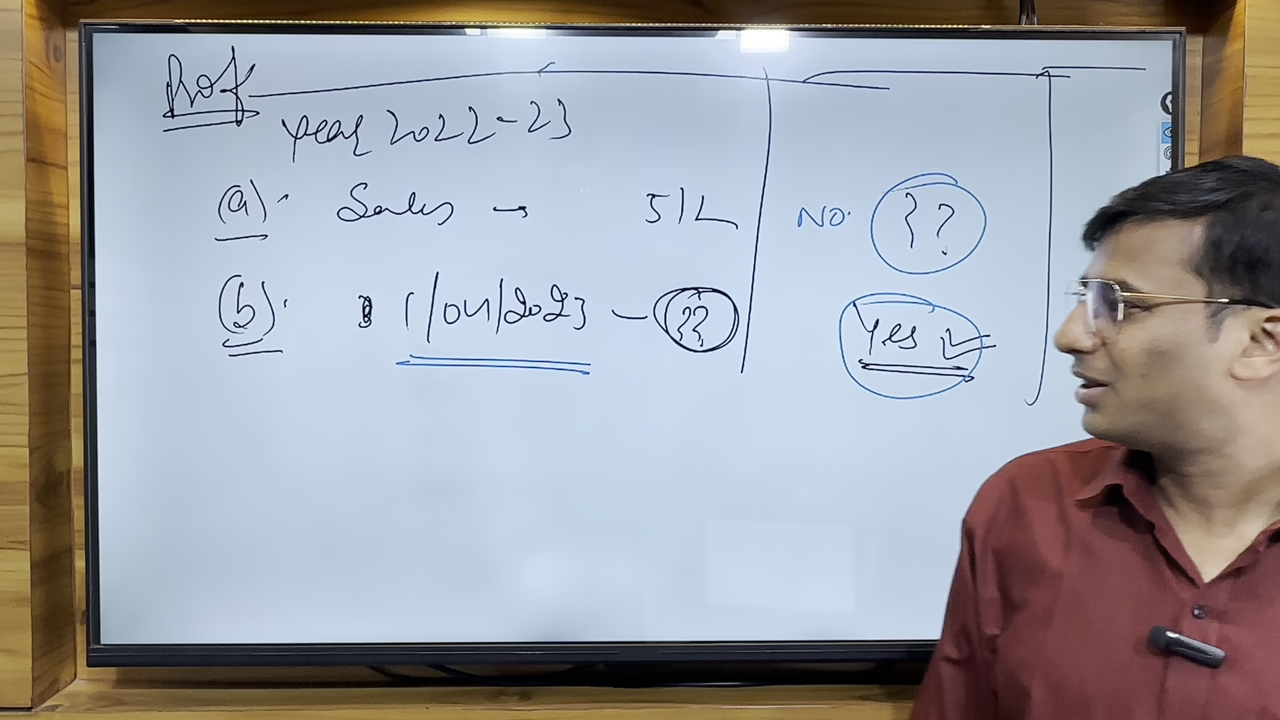 Prof.
year 2022-23
(a). Sales → 51L NO. ??
(b). 1/04/2023 - ?? Yes ✓